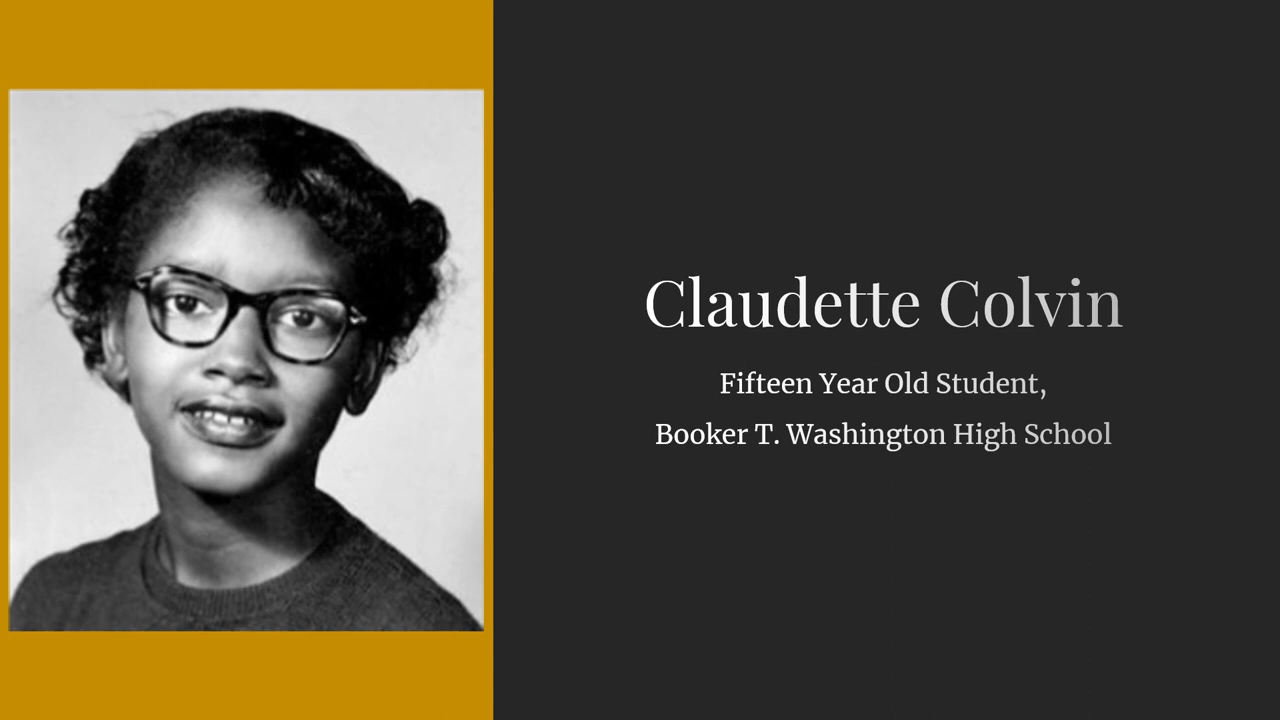 Claudette Colvin
Fifteen Year Old Student,
Booker T. Washington High School